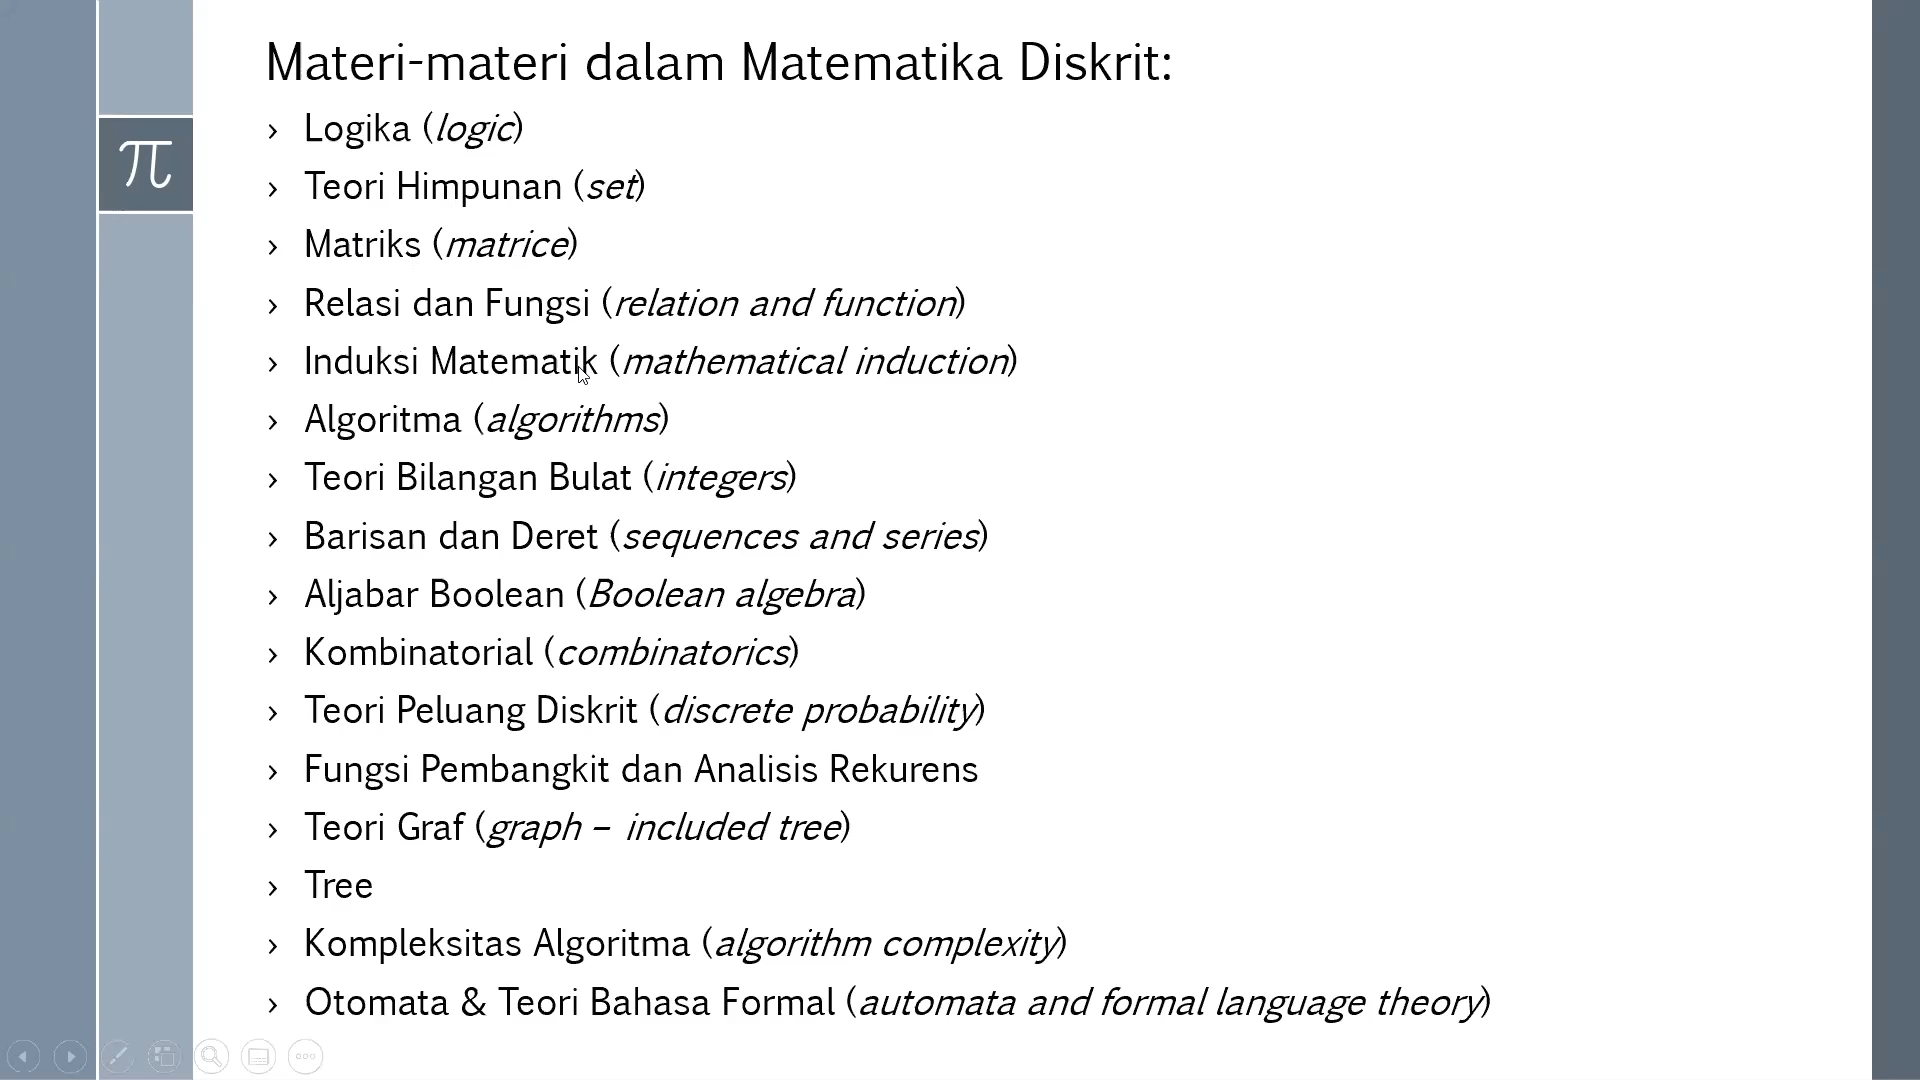 Materi-materi dalam Matematika Diskrit:
π
› Logika (logic)
› Teori Himpunan (set)
› Matriks (matrice)
› Relasi dan Fungsi (relation and function)
› Induksi Matematik (mathematical induction)
› Algoritma (algorithms)
› Teori Bilangan Bulat (integers)
› Barisan dan Deret (sequences and series)
› Aljabar Boolean (Boolean algebra)
› Kombinatorial (combinatorics)
› Teori Peluang Diskrit (discrete probability)
› Fungsi Pembangkit dan Analisis Rekurens
› Teori Graf (graph – included tree)
› Tree
› Kompleksitas Algoritma (algorithm complexity)
› Otomata & Teori Bahasa Formal (automata and formal language theory)